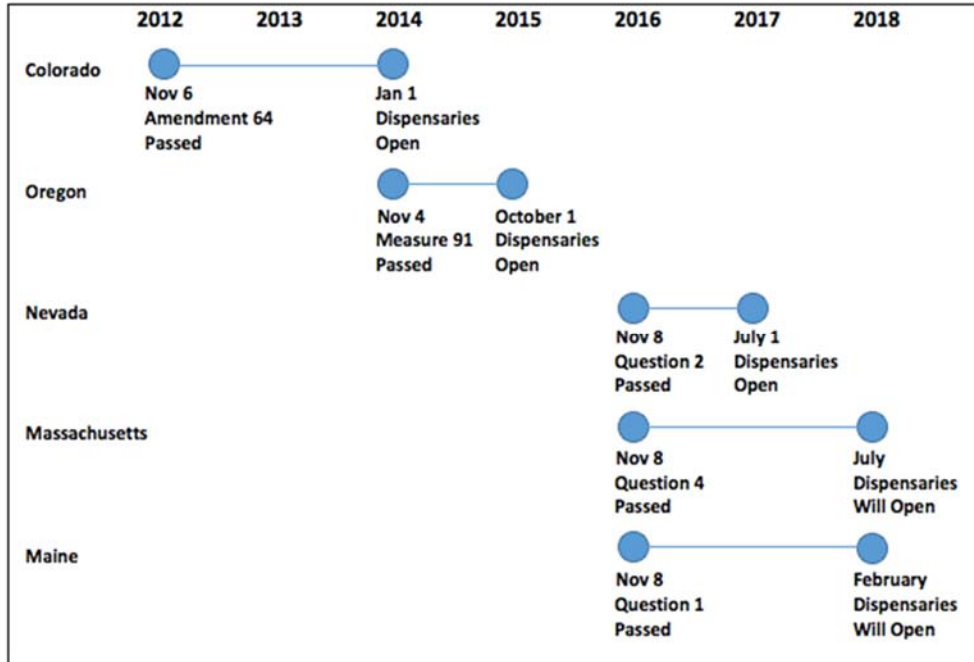 2012 2013 2014 2015 2016 2017 2018
Colorado
Nov 6
Amendment 64
Passed
Jan 1
Dispensaries
Open
Oregon
Nov 4
Measure 91
Passed
October 1
Dispensaries
Open
Nevada
Nov 8
Question 2
Passed
July 1
Dispensaries
Open
Massachusetts
Nov 8
Question 4
Passed
July
Dispensaries
Will Open
Maine
Nov 8
Question 1
Passed
February
Dispensaries
Will Open